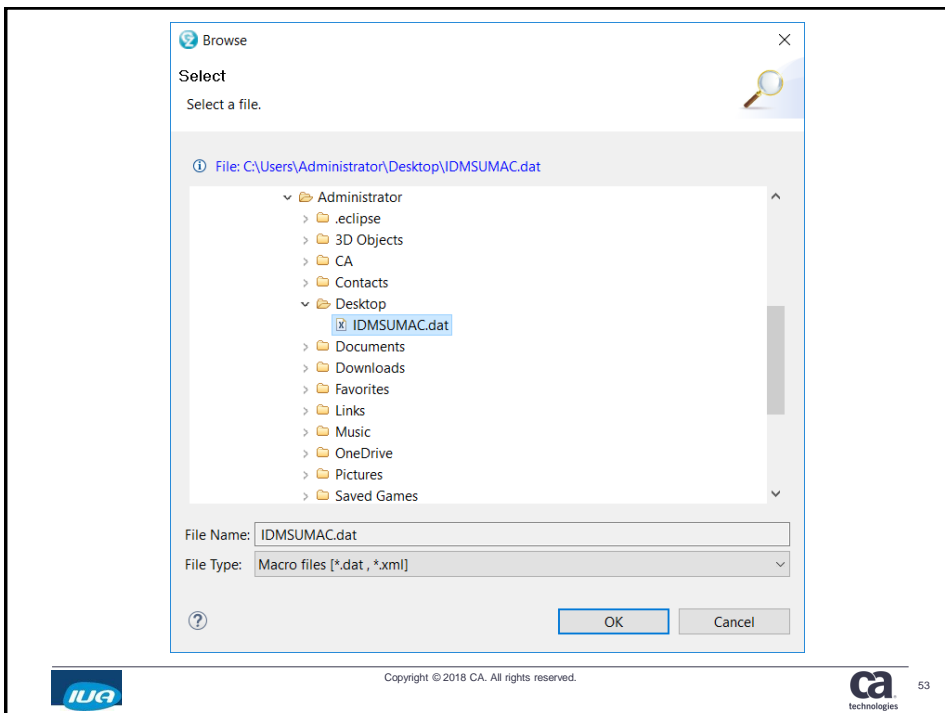 Browse
Select
Select a file.
File: C:\Users\Administrator\Desktop\IDMSUMAC.dat
Administrator
.eclipse
3D Objects
CA
Contacts
Desktop
IDMSUMAC.dat
Documents
Downloads
Favorites
Links
Music
OneDrive
Pictures
Saved Games
File Name: IDMSUMAC.dat
File Type: Macro files [*.dat , *.xml]
OK Cancel
IUA
Copyright © 2018 CA. All rights reserved.
ca technologies
53